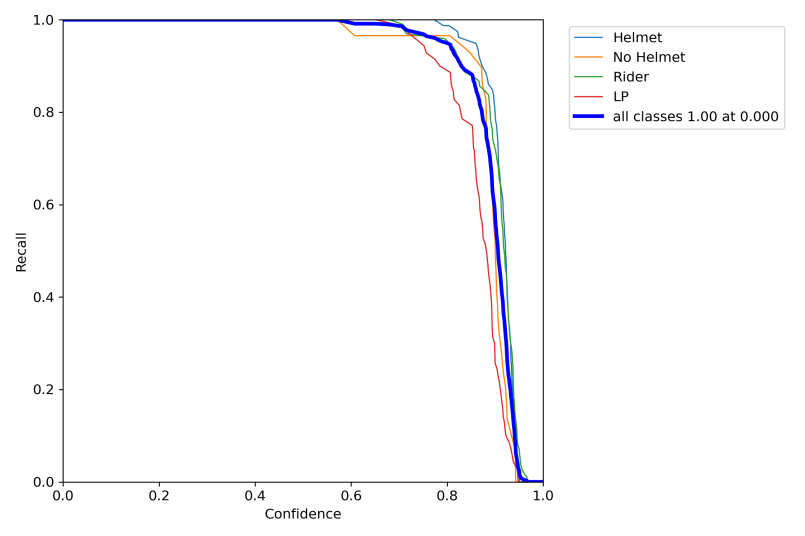 1.0
0.8
0.6
0.4
0.2
0.0
Recall
0.0 0.2 0.4 0.6 0.8 1.0
Confidence
Helmet
No Helmet
Rider
LP
all classes 1.00 at 0.000